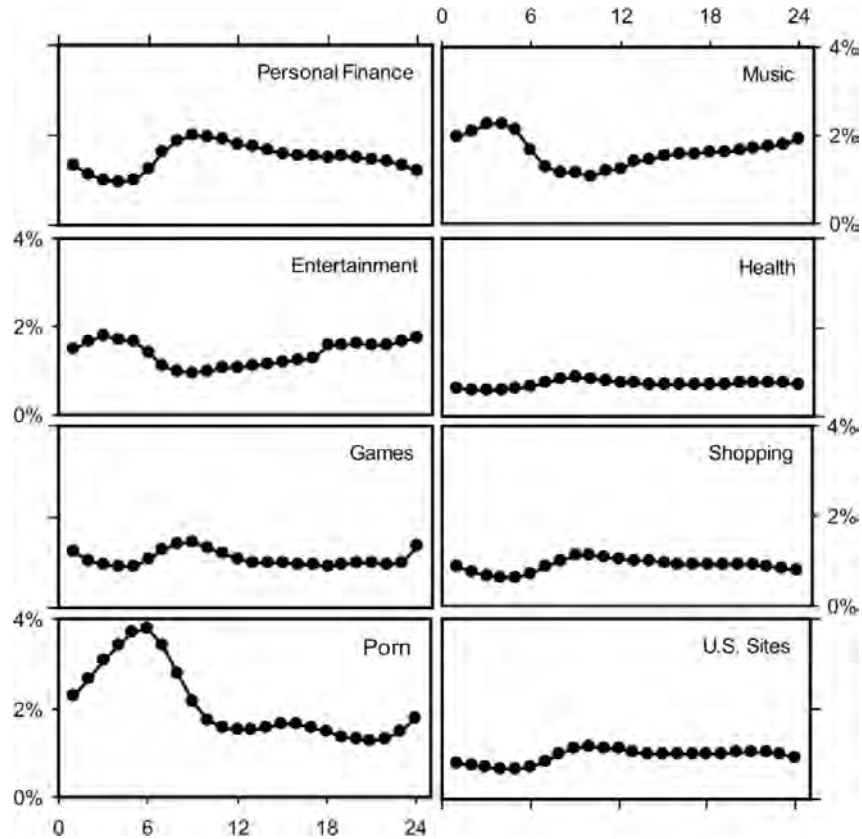 0 6 12 18 24
Personal Finance
Music
4%
2%
0%
4%
2%
0%
Entertainment
Health
Games
Shopping
4%
2%
0%
4%
2%
0%
Porn
U.S. Sites
0 6 12 18 24